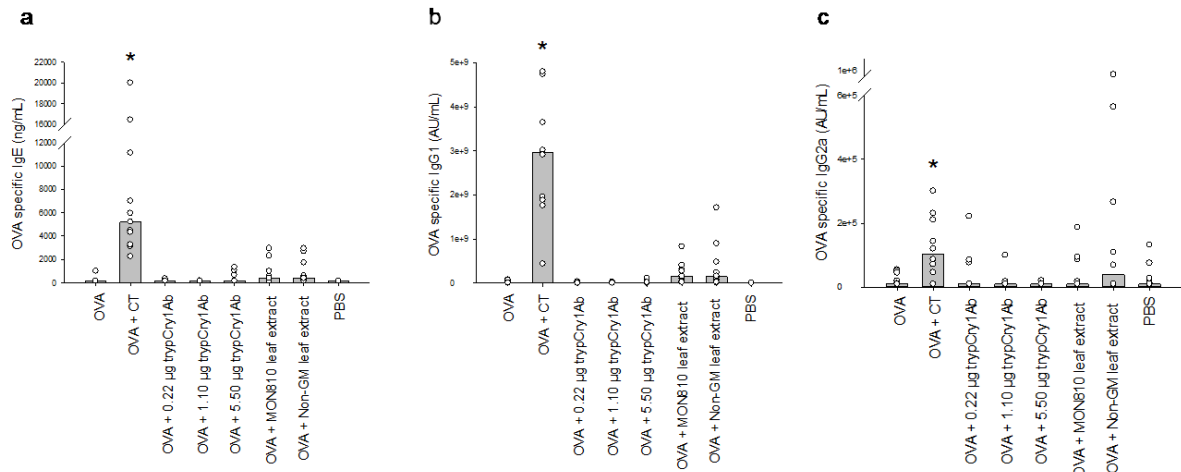 a
OVA specific IgE (ng/mL)
22000
20000
18000
16000
12000
10000
8000
6000
4000
2000
0
*
OVA
OVA + CT
OVA + 0.22 µg trypCry1Ab
OVA + 1.10 µg trypCry1Ab
OVA + 5.50 µg trypCry1Ab
OVA + MON810 leaf extract
OVA + Non-GM leaf extract
PBS
b
OVA specific IgG1 (AU/mL)
5e+9
4e+9
3e+9
2e+9
1e+9
0
*
OVA
OVA + CT
OVA + 0.22 µg trypCry1Ab
OVA + 1.10 µg trypCry1Ab
OVA + 5.50 µg trypCry1Ab
OVA + MON810 leaf extract
OVA + Non-GM leaf extract
PBS
c
OVA specific IgG2a (AU/mL)
1e+6
6e+5
4e+5
2e+5
0
*
OVA
OVA + CT
OVA + 0.22 µg trypCry1Ab
OVA + 1.10 µg trypCry1Ab
OVA + 5.50 µg trypCry1Ab
OVA + MON810 leaf extract
OVA + Non-GM leaf extract
PBS